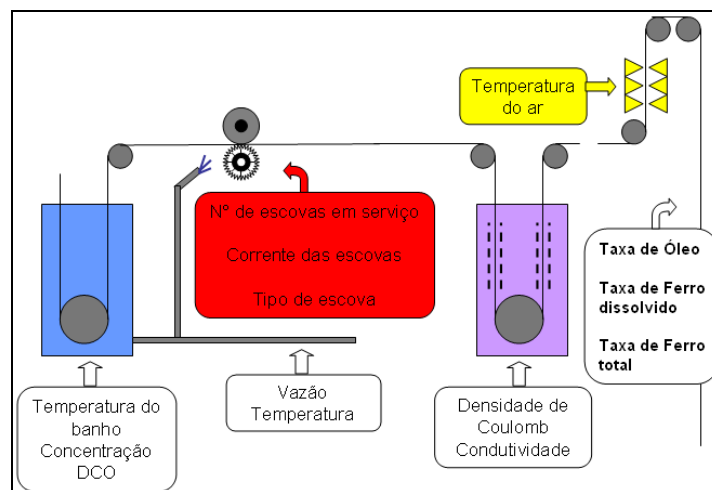 Temperatura
do ar
Nº de escovas em serviço
Corrente das escovas
Tipo de escova
Taxa de Óleo
Taxa de Ferro
dissolvido
Taxa de Ferro
total
Temperatura do
banho
Concentração
DCO
Vazão
Temperatura
Densidade de
Coulomb
Condutividade